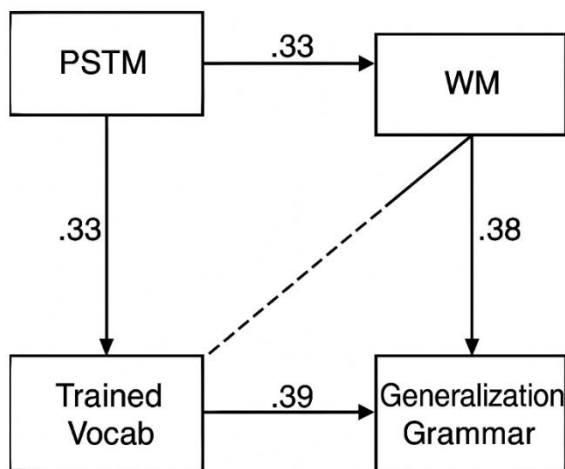 PSTM
.33
WM
.33
.38
Trained
Vocab
.39
Generalization
Grammar